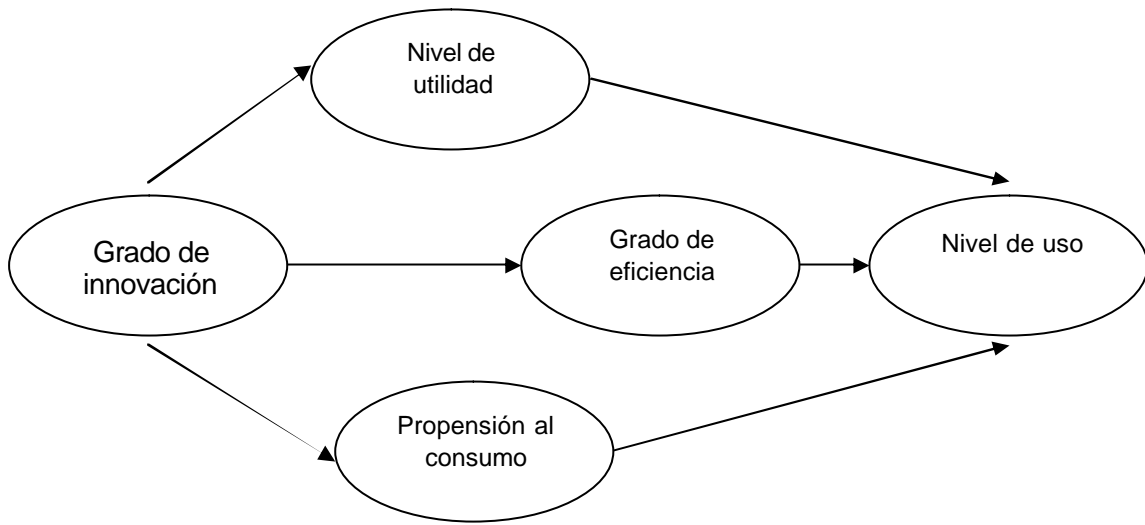 Nivel de
utilidad
Grado de
innovación
Grado de
eficiencia
Nivel de uso
Propensión al
consumo